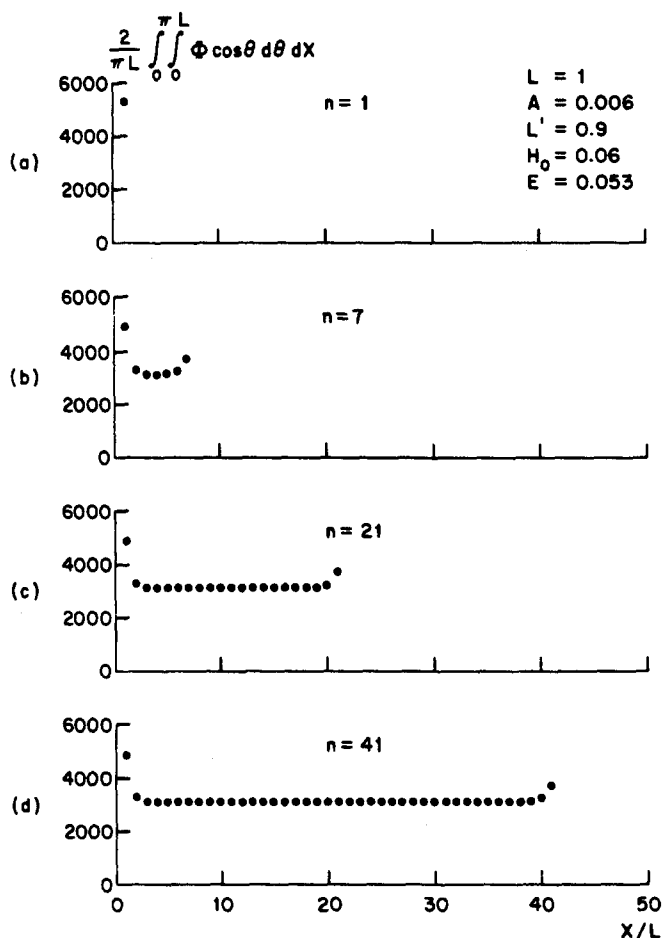 2/πL ∫₀^π ∫₀^L Φ cosθ dθ dX
6000
4000
2000
0
(a)
n = 1
L = 1
A = 0.006
L' = 0.9
H₀ = 0.06
E = 0.053
6000
4000
2000
0
(b)
n = 7
6000
4000
2000
0
(c)
n = 21
6000
4000
2000
0
(d)
n = 41
0 10 20 30 40 50
X/L